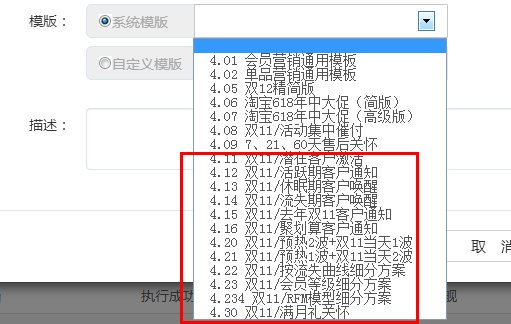 模版：
系统模版
自定义模版
4.01 会员营销通用模板
4.02 单品营销通用模板
4.05 双12精简版
4.06 淘宝618年中大促（简版）
4.07 淘宝618年中大促（高级版）
4.08 双11/活动集中催付
4.09 7、21、60天售后关怀
描述：
4.11 双11/潜在客户激活
4.12 双11/活跃期客户通知
4.13 双11/休眠期客户唤醒
4.14 双11/流失期客户唤醒
4.15 双11/去年双11客户通知
4.16 双11/聚划算客户通知
4.20 双11/预热2波+双11当天1波
4.21 双11/预热1波+双11当天2波
取 消
4.22 双11/按流失曲线细分方案
4.23 双11/会员等级细分方案
执行成功
4.234 双11/RFM模型细分方案
4.30 双11/满月礼关怀